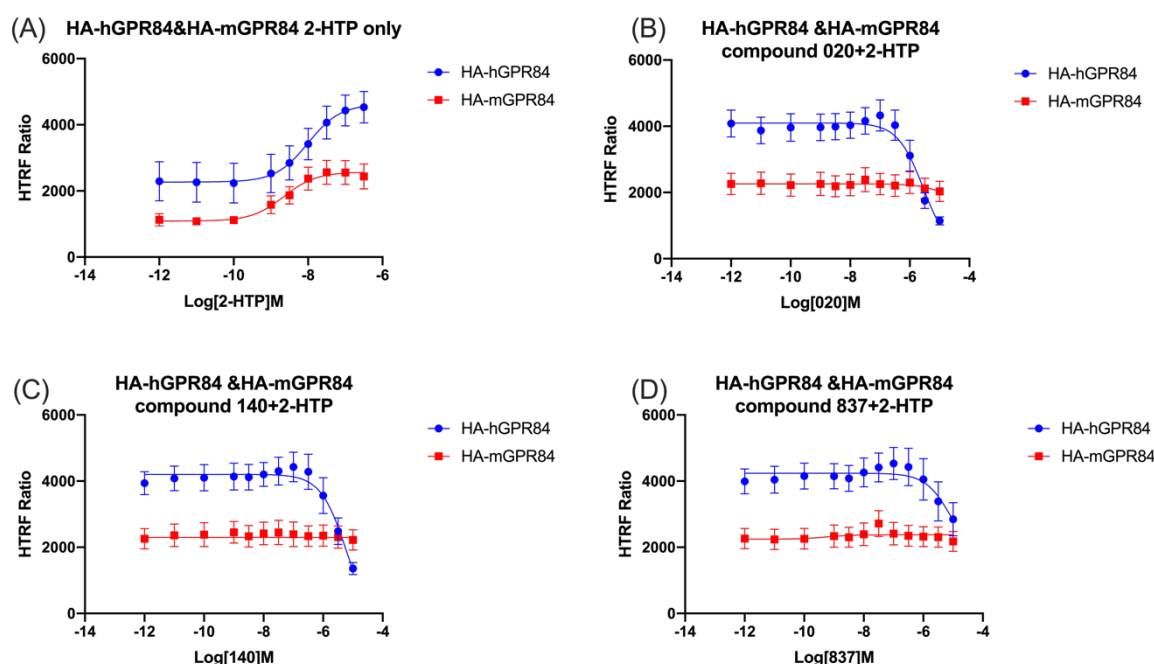 (A)
HA-hGPR84&HA-mGPR84 2-HTP only
6000
4000
2000
0
HTRF Ratio
-14
-12
-10
-8
-6
Log[2-HTP]M
HA-hGPR84
HA-mGPR84
(B)
HA-hGPR84 &HA-mGPR84
compound 020+2-HTP
6000
4000
2000
0
HTRF Ratio
-14
-12
-10
-8
-6
-4
Log[020]M
HA-hGPR84
HA-mGPR84
(C)
HA-hGPR84 &HA-mGPR84
compound 140+2-HTP
6000
4000
2000
0
HTRF Ratio
-14
-12
-10
-8
-6
-4
Log[140]M
HA-hGPR84
HA-mGPR84
(D)
HA-hGPR84 &HA-mGPR84
compound 837+2-HTP
6000
4000
2000
0
HTRF Ratio
-14
-12
-10
-8
-6
-4
Log[837]M
HA-hGPR84
HA-mGPR84